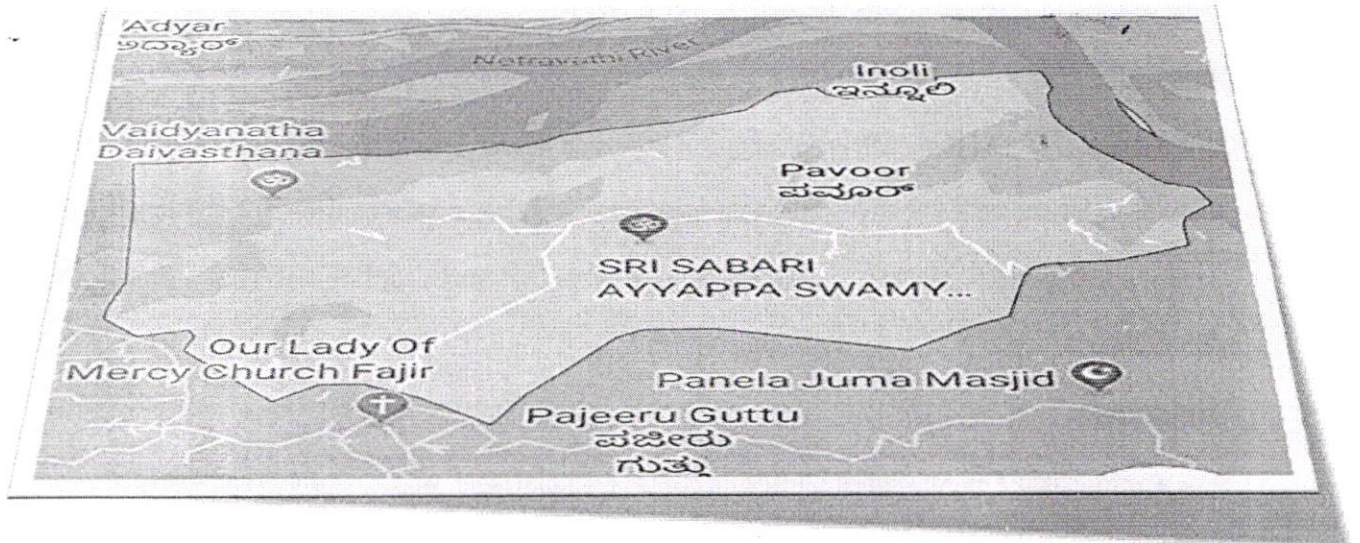 Adyar
ಅದ್ಯಾರ್
Netravathi River
Inoli
ಇನ್ನೂಲಿ
Vaidyanatha
Daivasthana
Pavoor
ಪವೂರ್
SRI SABARI
AYYAPPA SWAMY...
Our Lady Of
Mercy Church Fajir
Panela Juma Masjid
Pajeeru Guttu
ಪಜೀರು
ಗುತ್ತು